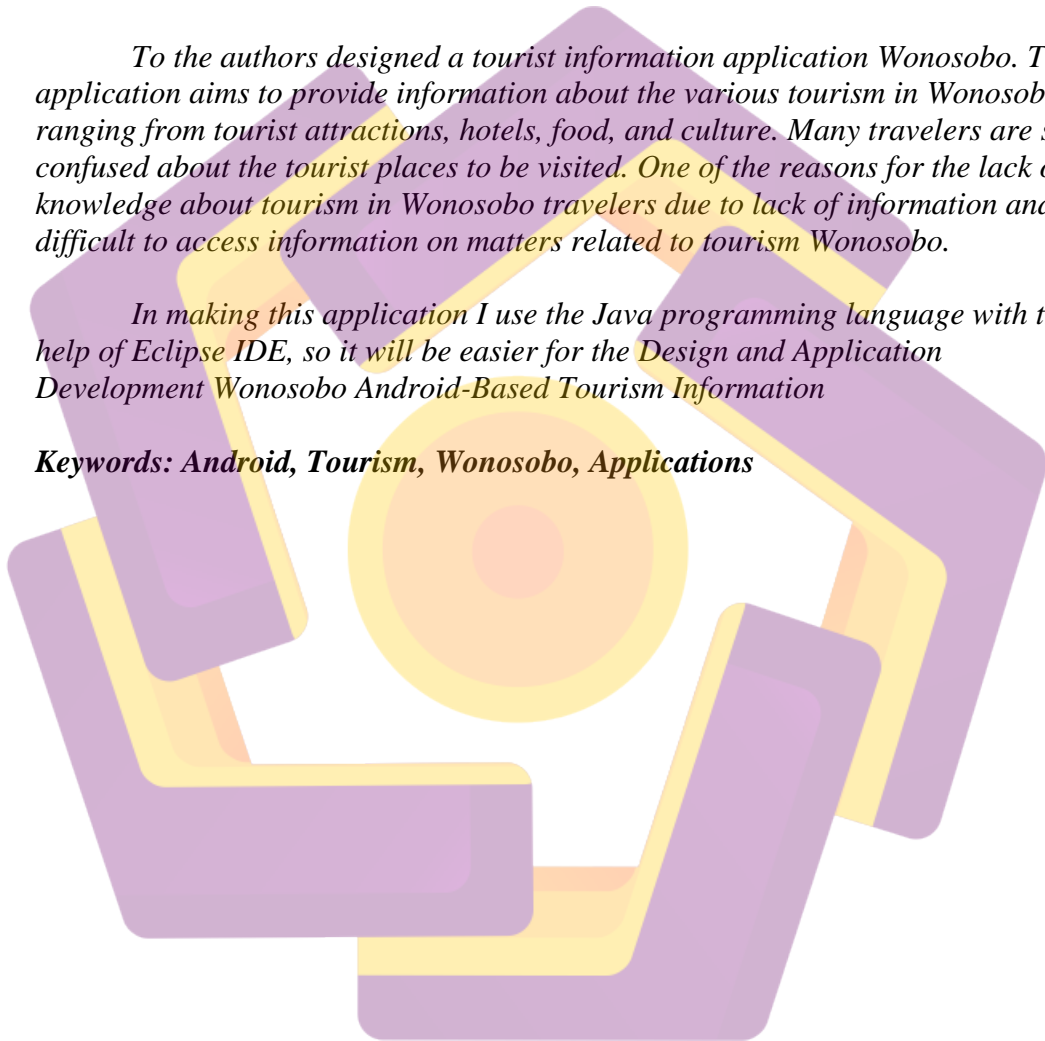 To the authors designed a tourist information application Wonosobo. T
application aims to provide information about the various tourism in Wonosob
ranging from tourist attractions, hotels, food, and culture. Many travelers are s
confused about the tourist places to be visited. One of the reasons for the lack o
knowledge about tourism in Wonosobo travelers due to lack of information and
difficult to access information on matters related to tourism Wonosobo.
In making this application I use the Java programming language with t
help of Eclipse IDE, so it will be easier for the Design and Application
Development Wonosobo Android-Based Tourism Information
Keywords: Android, Tourism, Wonosobo, Applications